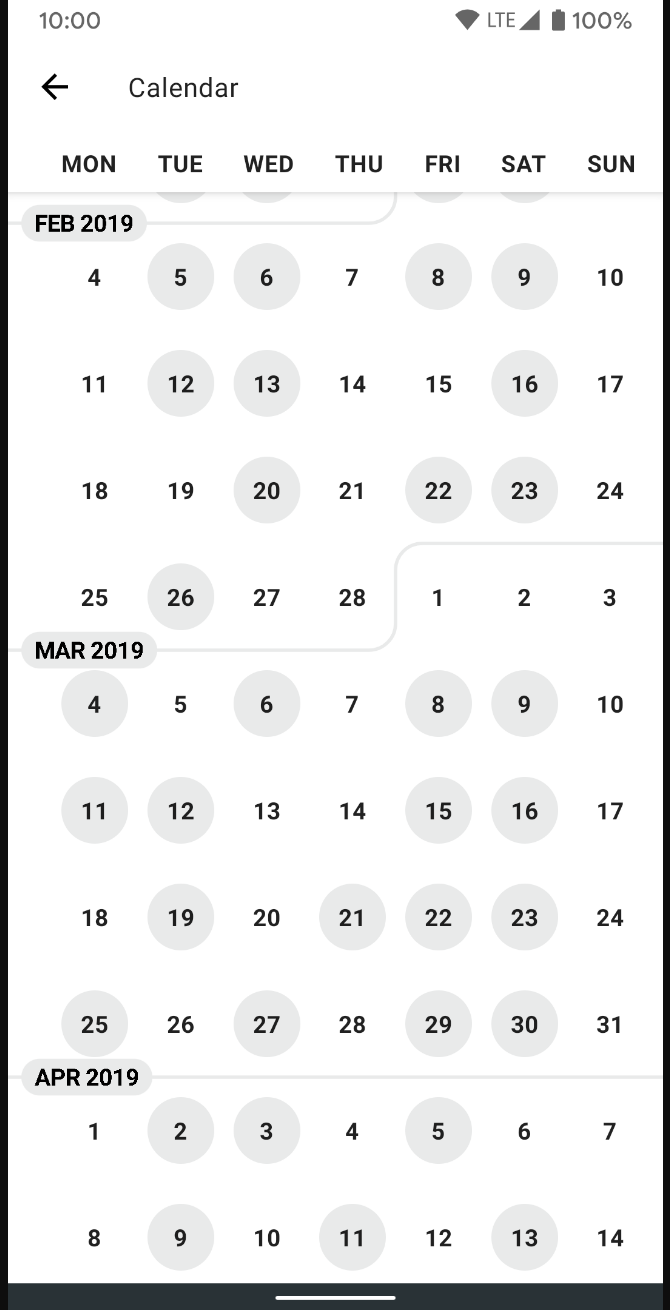 10:00 LTE 100%
Calendar
MON TUE WED THU FRI SAT SUN
FEB 2019
4 5 6 7 8 9 10
11 12 13 14 15 16 17
18 19 20 21 22 23 24
25 26 27 28 1 2 3
MAR 2019
4 5 6 7 8 9 10
11 12 13 14 15 16 17
18 19 20 21 22 23 24
25 26 27 28 29 30 31
APR 2019
1 2 3 4 5 6 7
8 9 10 11 12 13 14